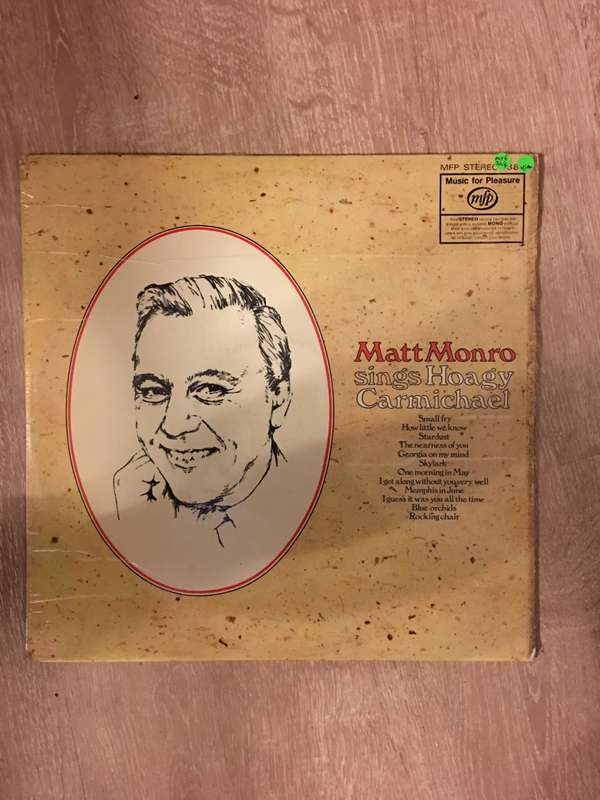 MFP STEREO
Music for Pleasure
mfp
Matt Monro
sings Hoagy
Carmichael
Small fry
How little we know
Stardust
The nearness of you
Georgia on my mind
Skylark
One morning in May
I get along without you very well
Memphis in June
I guess it was you all the time
Blue orchids
Rocking chair